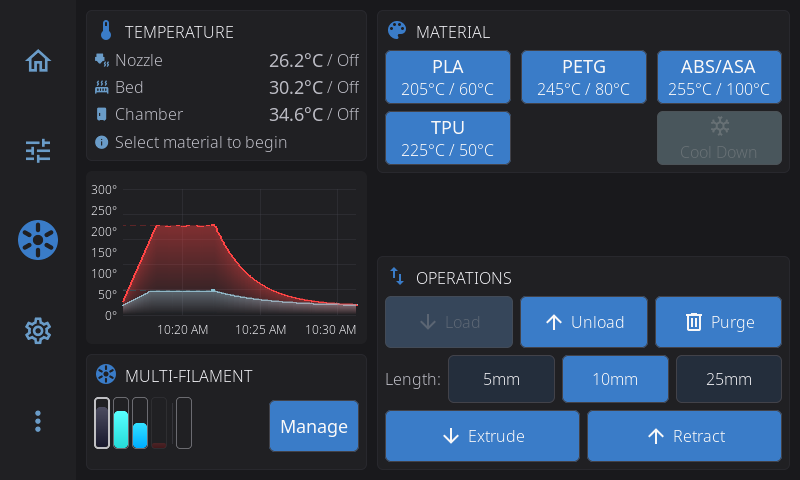 TEMPERATURE
Nozzle 26.2°C / Off
Bed 30.2°C / Off
Chamber 34.6°C / Off
Select material to begin
300°
250°
200°
150°
100°
50°
0°
10:20 AM 10:25 AM 10:30 AM
MULTI-FILAMENT
Manage
MATERIAL
PLA
205°C / 60°C
PETG
245°C / 80°C
ABS/ASA
255°C / 100°C
TPU
225°C / 50°C
Cool Down
OPERATIONS
Load Unload Purge
Length: 5mm 10mm 25mm
Extrude Retract